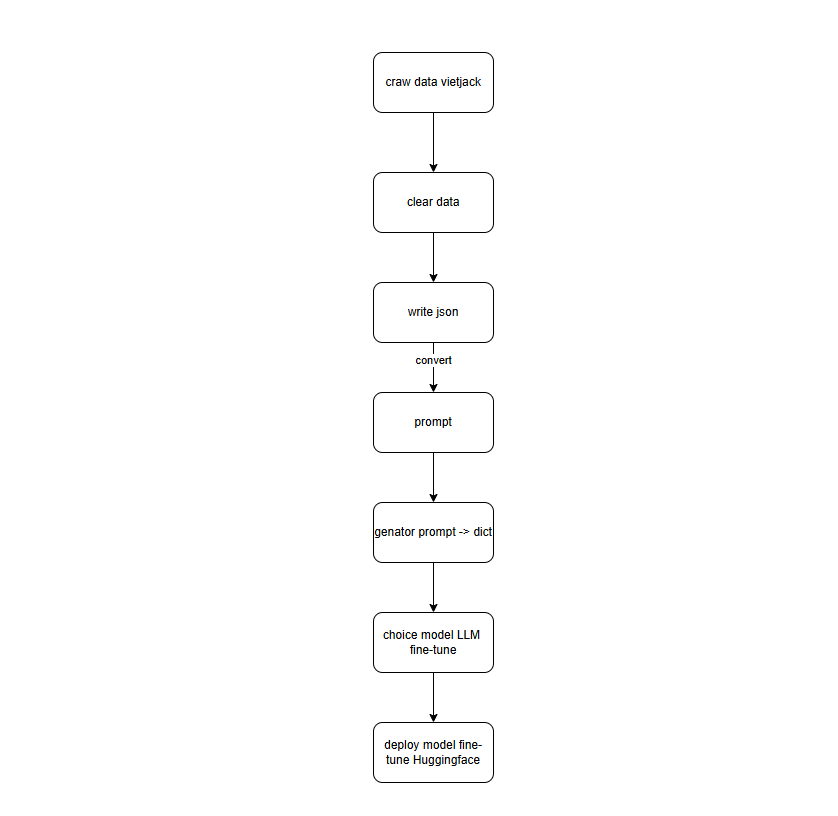 craw data vietjack
clear data
write json
convert
prompt
genator prompt -> dict
choice model LLM
fine-tune
deploy model fine-
tune Huggingface